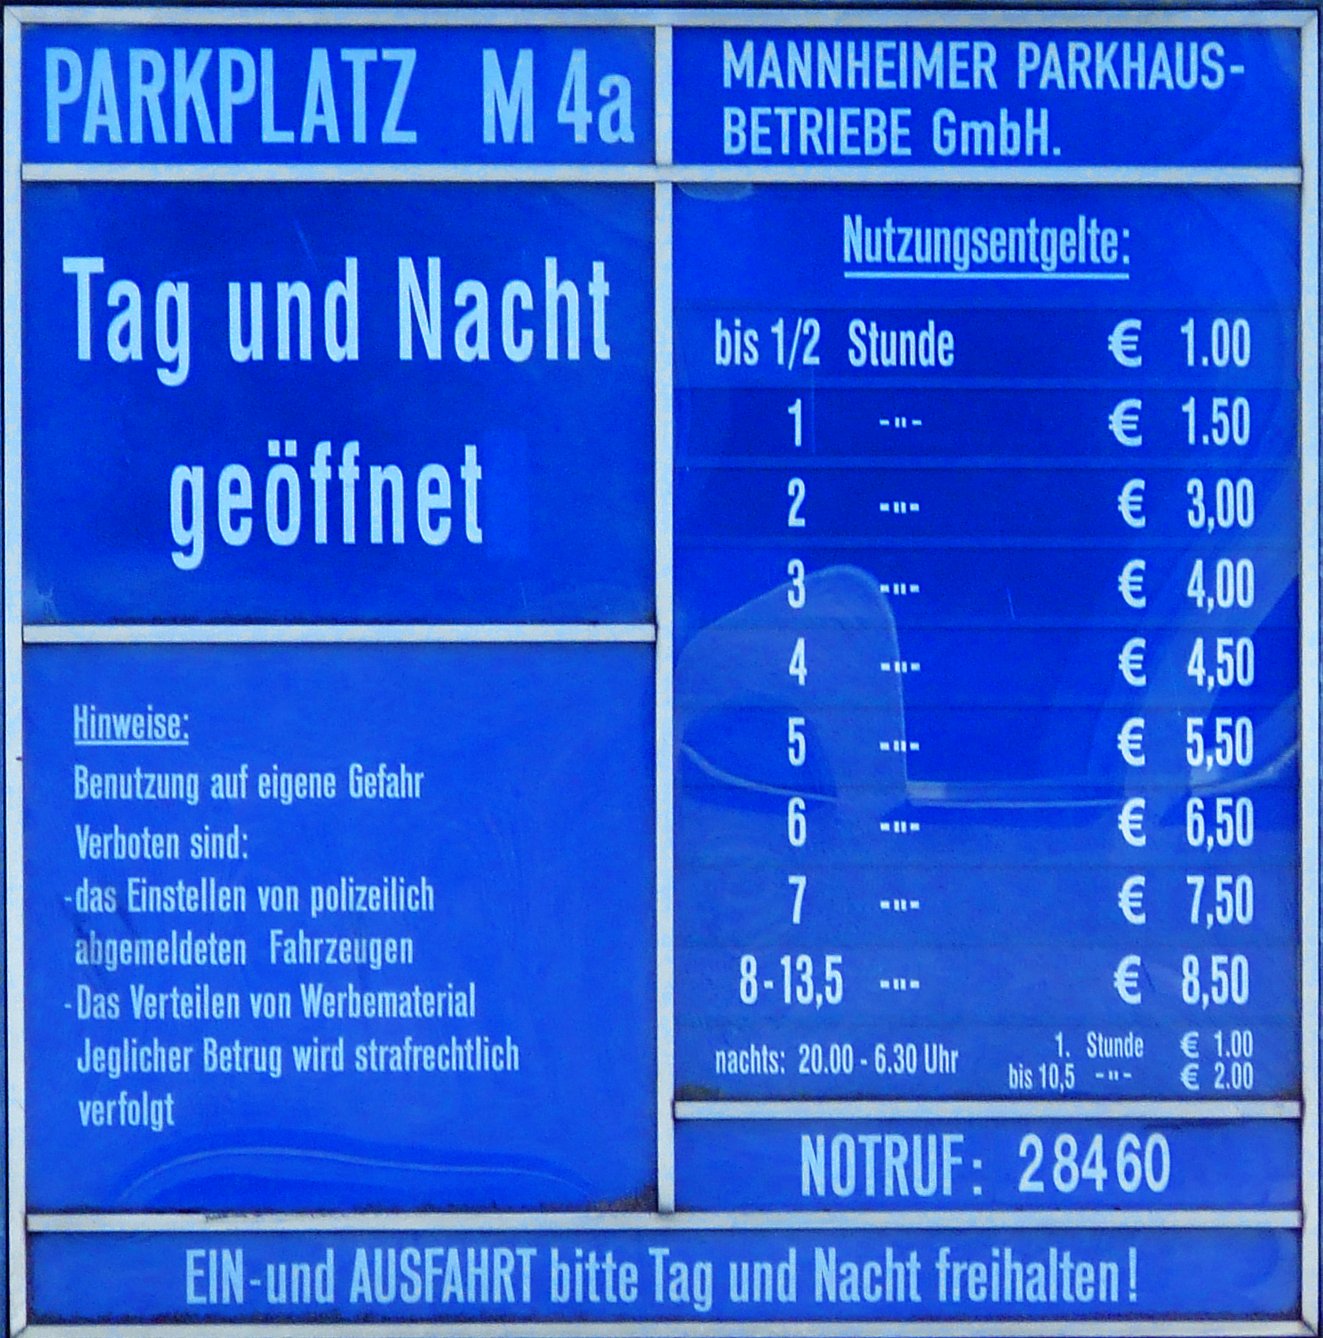 PARKPLATZ M 4a
MANNHEIMER PARKHAUS-
BETRIEBE GmbH.
Tag und Nacht
geöffnet
Hinweise:
Benutzung auf eigene Gefahr
Verboten sind:
-das Einstellen von polizeilich
abgemeldeten Fahrzeugen
-Das Verteilen von Werbematerial
Jeglicher Betrug wird strafrechtlich
verfolgt
Nutzungsentgelte:
bis 1/2 Stunde € 1.00
1 -"- € 1.50
2 -"- € 3,00
3 -"- € 4,00
4 -"- € 4,50
5 -"- € 5,50
6 -"- € 6,50
7 -"- € 7,50
8-13,5 -"- € 8,50
nachts: 20.00 - 6.30 Uhr
1. Stunde € 1.00
bis 10,5 -"- € 2.00
NOTRUF: 28460
EIN-und AUSFAHRT bitte Tag und Nacht freihalten!